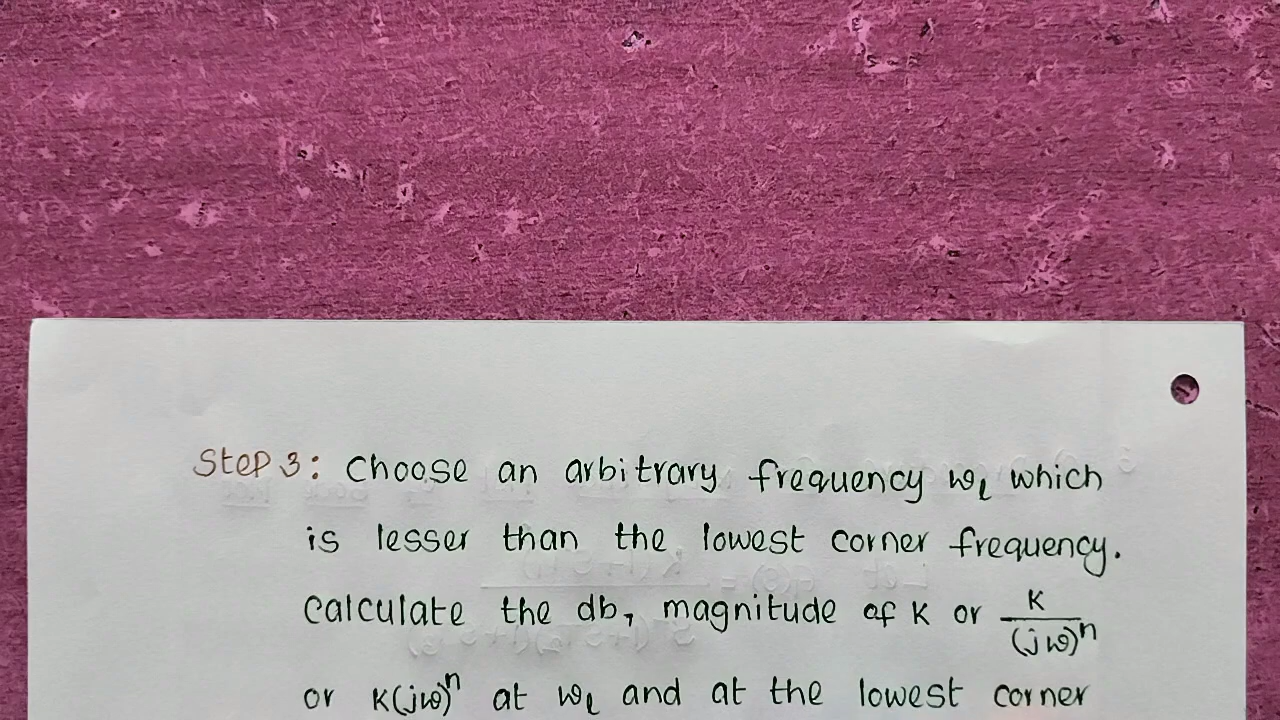 Step 3: Choose an arbitrary frequency ωₗ which
is lesser than the lowest corner frequency.
Calculate the db, magnitude of K or K/(jω)ⁿ
or K(jω)ⁿ at ωₗ and at the lowest corner